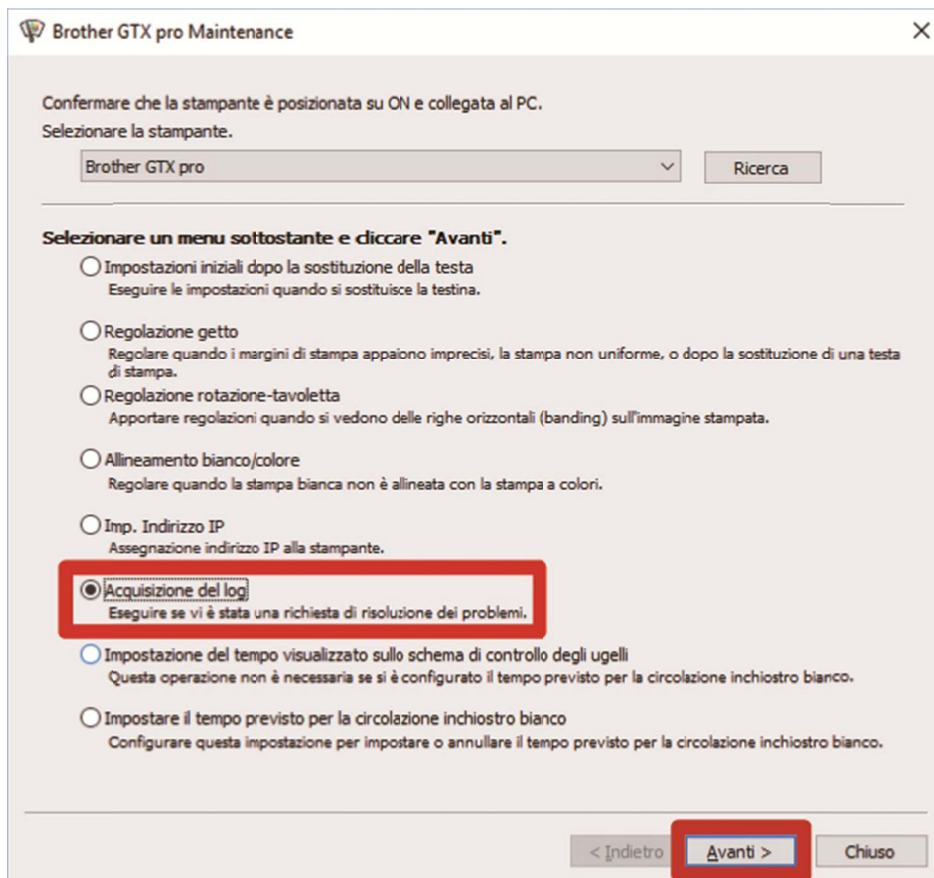 Brother GTX pro Maintenance
Confermare che la stampante è posizionata su ON e collegata al PC.
Selezionare la stampante.
Brother GTX pro
Ricerca
Selezionare un menu sottostante e cliccare "Avanti".
Impostazioni iniziali dopo la sostituzione della testa
Eseguire le impostazioni quando si sostituisce la testina.
Regolazione getto
Regolare quando i margini di stampa appaiono imprecisi, la stampa non uniforme, o dopo la sostituzione di una testa
di stampa.
Regolazione rotazione-tavoletta
Apportare regolazioni quando si vedono delle righe orizzontali (banding) sull'immagine stampata.
Allineamento bianco/colore
Regolare quando la stampa bianca non è allineata con la stampa a colori.
Imp. Indirizzo IP
Assegnazione indirizzo IP alla stampante.
Acquisizione del log
Eseguire se vi è stata una richiesta di risoluzione dei problemi.
Impostazione del tempo visualizzato sullo schema di controllo degli ugelli
Questa operazione non è necessaria se si è configurato il tempo previsto per la circolazione inchiostro bianco.
Impostare il tempo previsto per la circolazione inchiostro bianco
Configurare questa impostazione per impostare o annullare il tempo previsto per la circolazione inchiostro bianco.
< Indietro
Avanti >
Chiuso